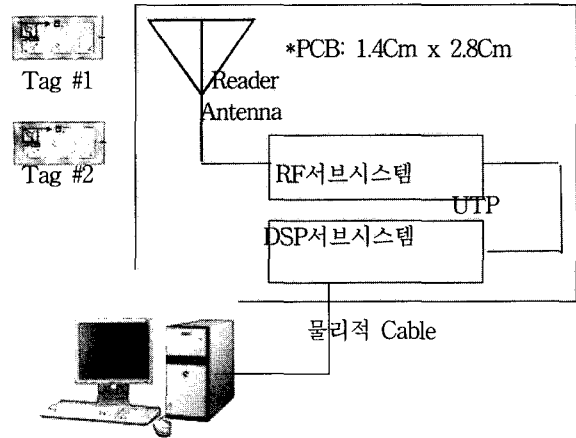 *PCB: 1.4Cm x 2.8Cm
Tag #1
Reader
Antenna
Tag #2
RF서브시스템
UTP
DSP서브시스템
물리적 Cable